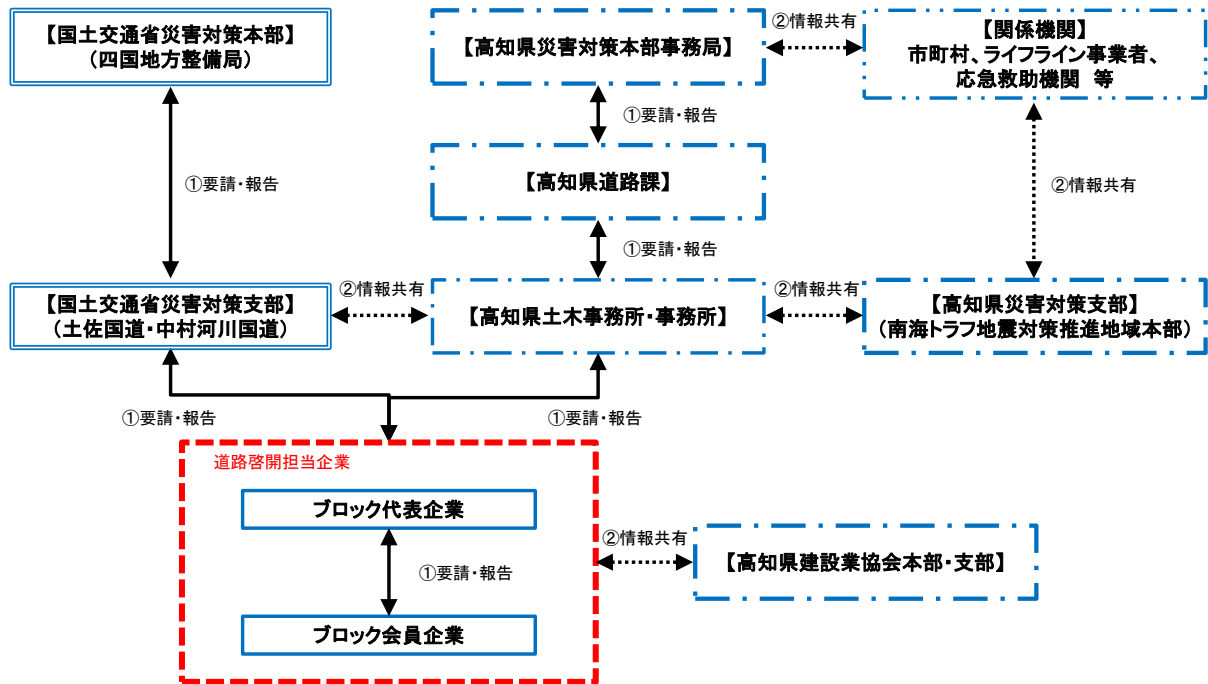 【国土交通省災害対策本部】
(四国地方整備局)
【高知県災害対策本部事務局】
②情報共有
【関係機関】
市町村、ライフライン事業者、
応急救助機関 等
①要請・報告
①要請・報告
【高知県道路課】
②情報共有
①要請・報告
【国土交通省災害対策支部】
(土佐国道・中村河川国道)
②情報共有
【高知県土木事務所・事務所】
②情報共有
【高知県災害対策支部】
(南海トラフ地震対策推進地域本部)
①要請・報告
①要請・報告
道路啓開担当企業
ブロック代表企業
①要請・報告
ブロック会員企業
②情報共有
【高知県建設業協会本部・支部】